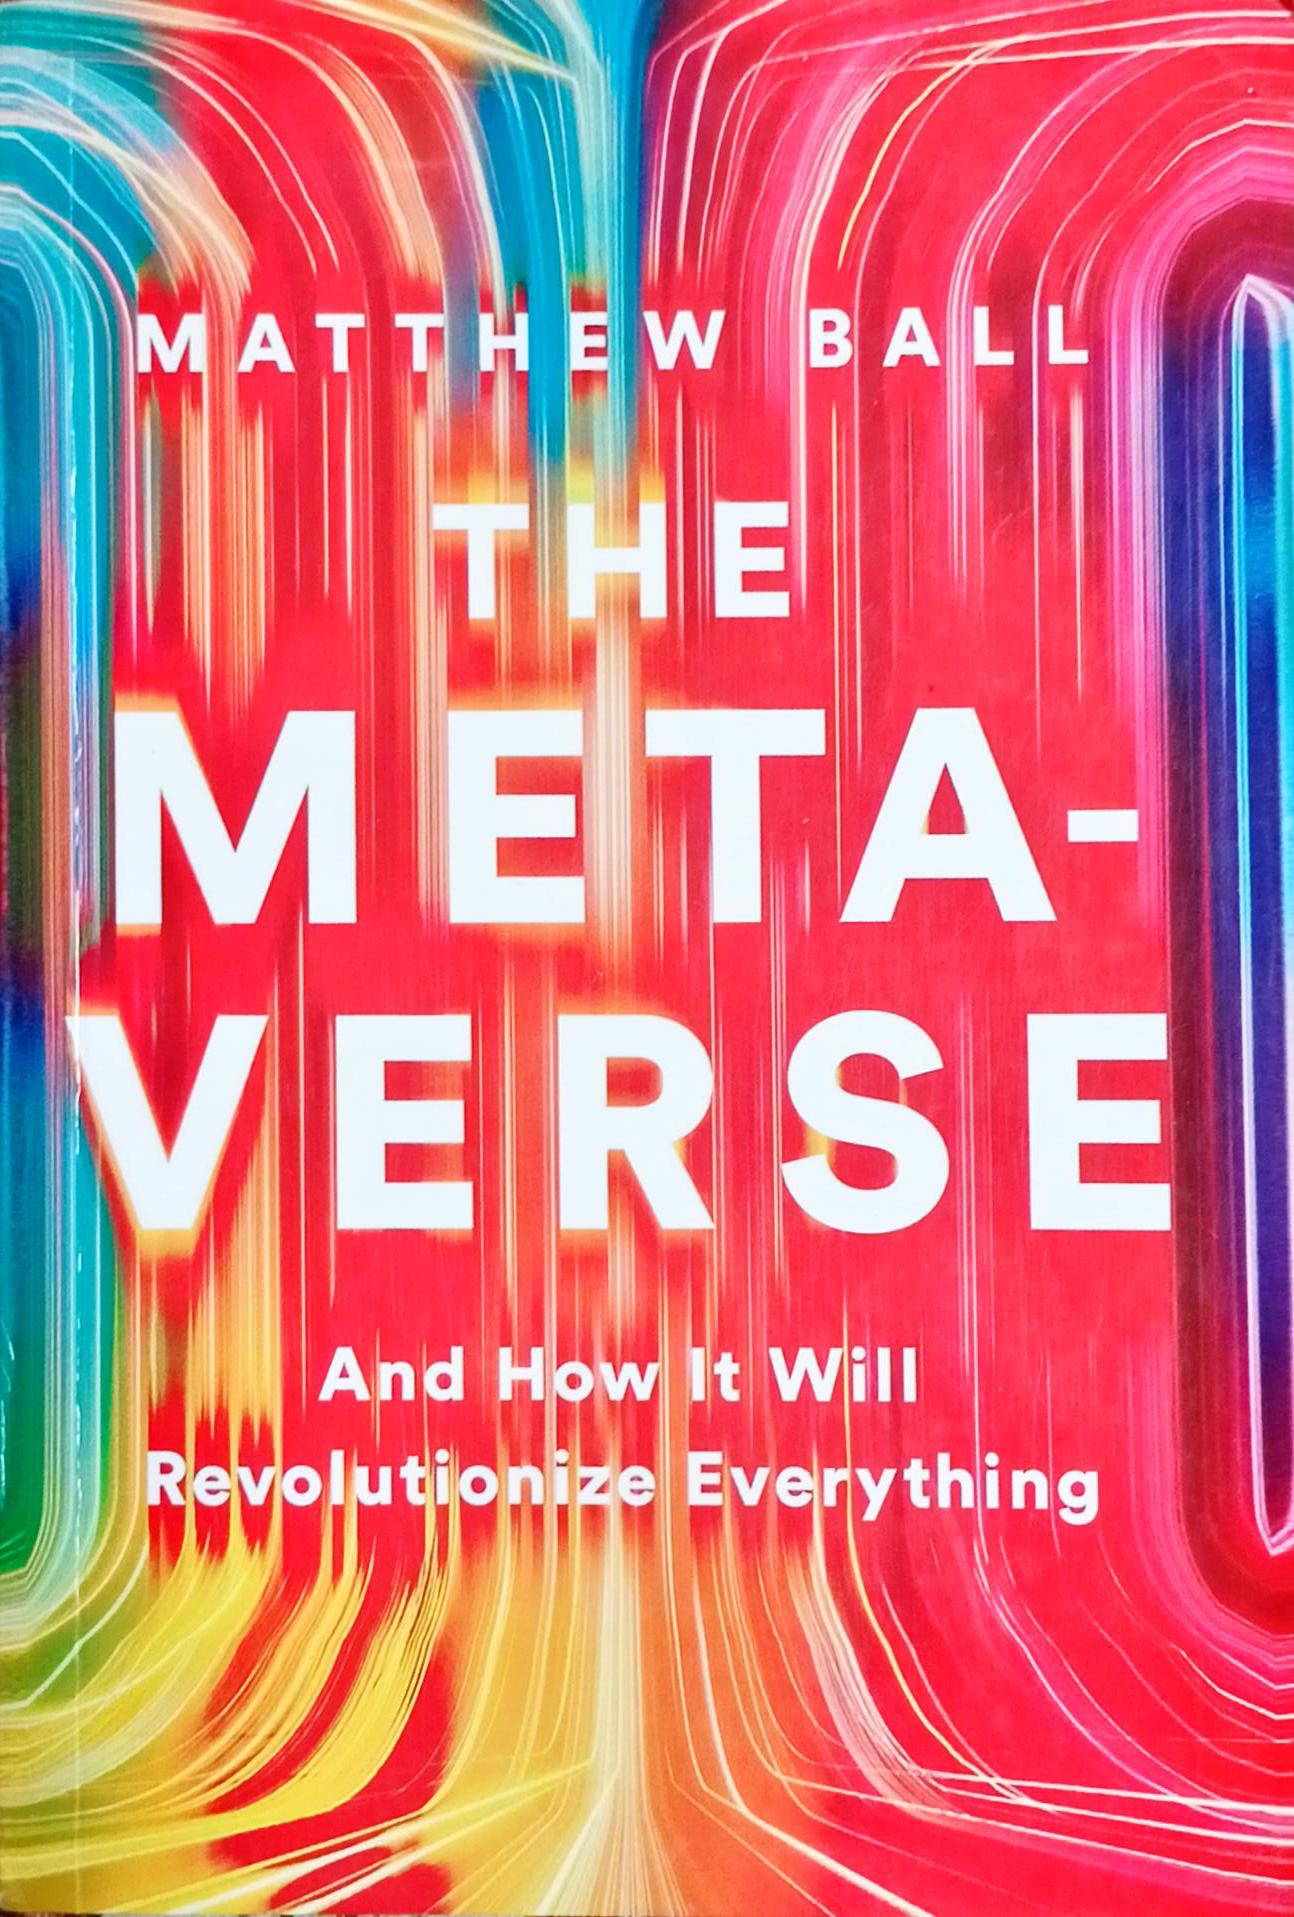 MATTHEW BALL
THE
META-
VERSE
And How It Will
Revolutionize Everything